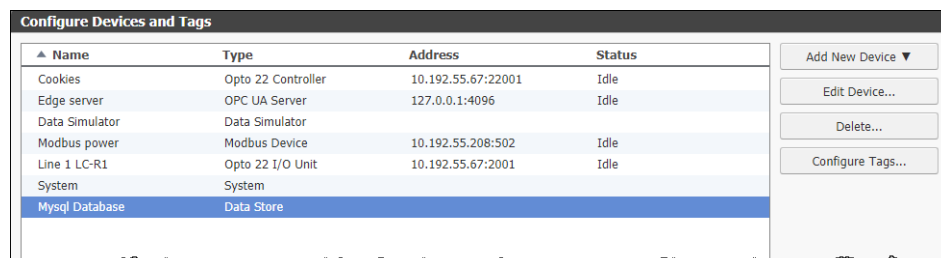 Configure Devices and Tags
▲ Name Type Address Status
Cookies Opto 22 Controller 10.192.55.67:22001 Idle
Edge server OPC UA Server 127.0.0.1:4096 Idle
Data Simulator Data Simulator
Modbus power Modbus Device 10.192.55.208:502 Idle
Line 1 LC-R1 Opto 22 I/O Unit 10.192.55.67:2001 Idle
System System
Mysql Database Data Store
Add New Device ▼
Edit Device...
Delete...
Configure Tags...